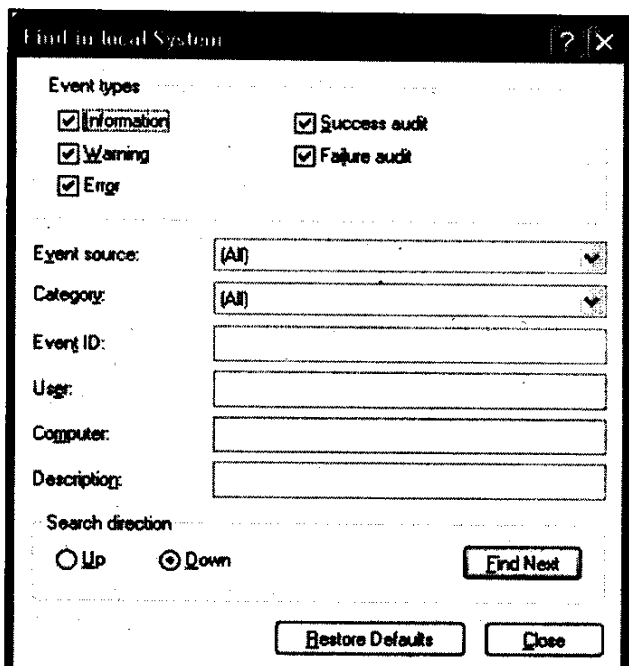 Find in local System
Event types
Information
Success audit
Warning
Failure audit
Error
Event source: (All)
Category: (All)
Event ID:
User:
Computer:
Description:
Search direction
Up Down Find Next
Restore Defaults Close